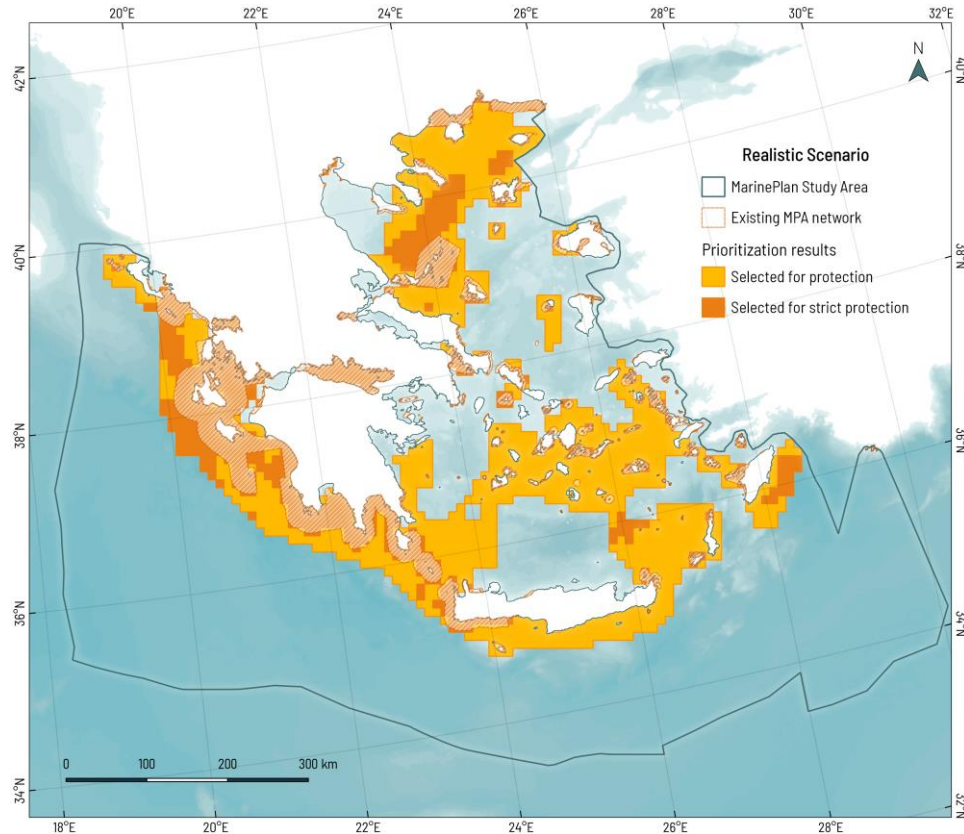 20°E 22°E 24°E 26°E 28°E 30°E 32°E
42°N
40°N
38°N
36°N
34°N
40°N
38°N
36°N
34°N
32°N
N
Realistic Scenario
MarinePlan Study Area
Existing MPA network
Prioritization results
Selected for protection
Selected for strict protection
0 100 200 300 km
18°E 20°E 22°E 24°E 26°E 28°E